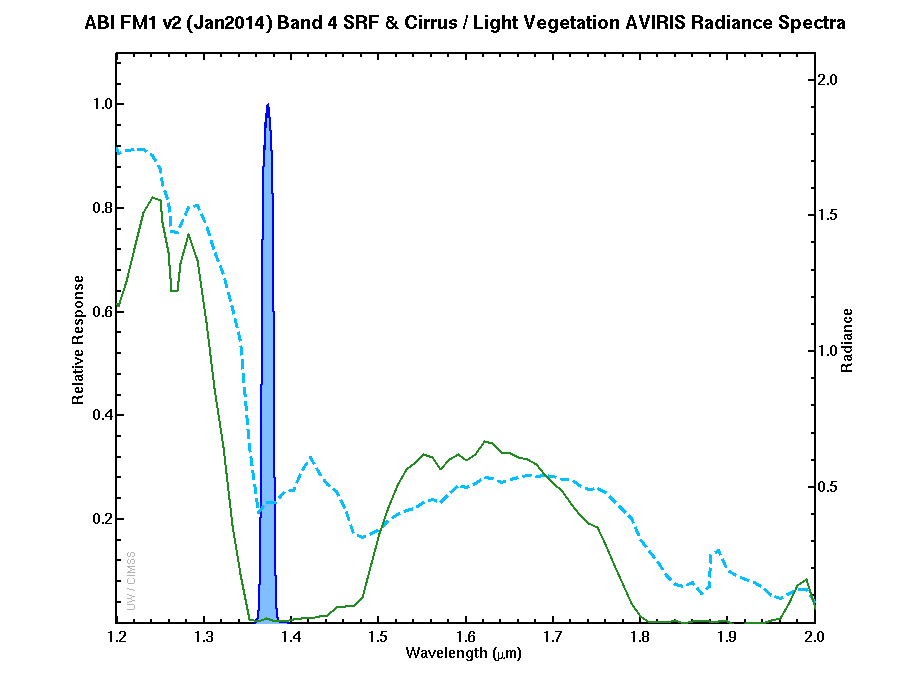 ABI FM1 v2 (Jan2014) Band 4 SRF & Cirrus / Light Vegetation AVIRIS Radiance Spectra
2.0
1.0
0.8
1.5
Relative Response
0.6
Radiance
1.0
0.4
0.5
0.2
UW / CIMSS
1.2 1.3 1.4 1.5 1.6 1.7 1.8 1.9 2.0
Wavelength (μm)